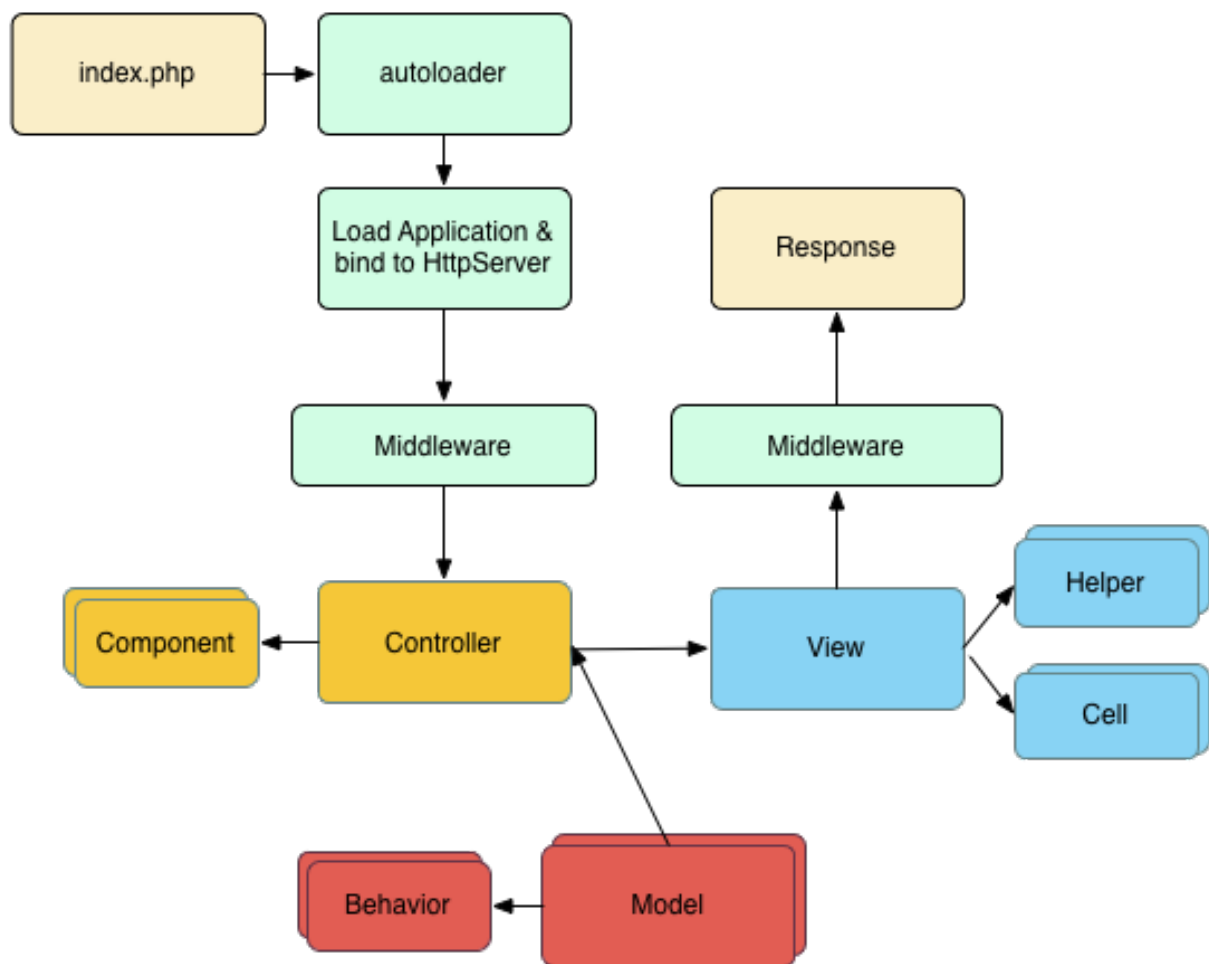 index.php
autoloader
Load Application &
bind to HttpServer
Response
Middleware
Middleware
Component
Controller
View
Helper
Cell
Behavior
Model